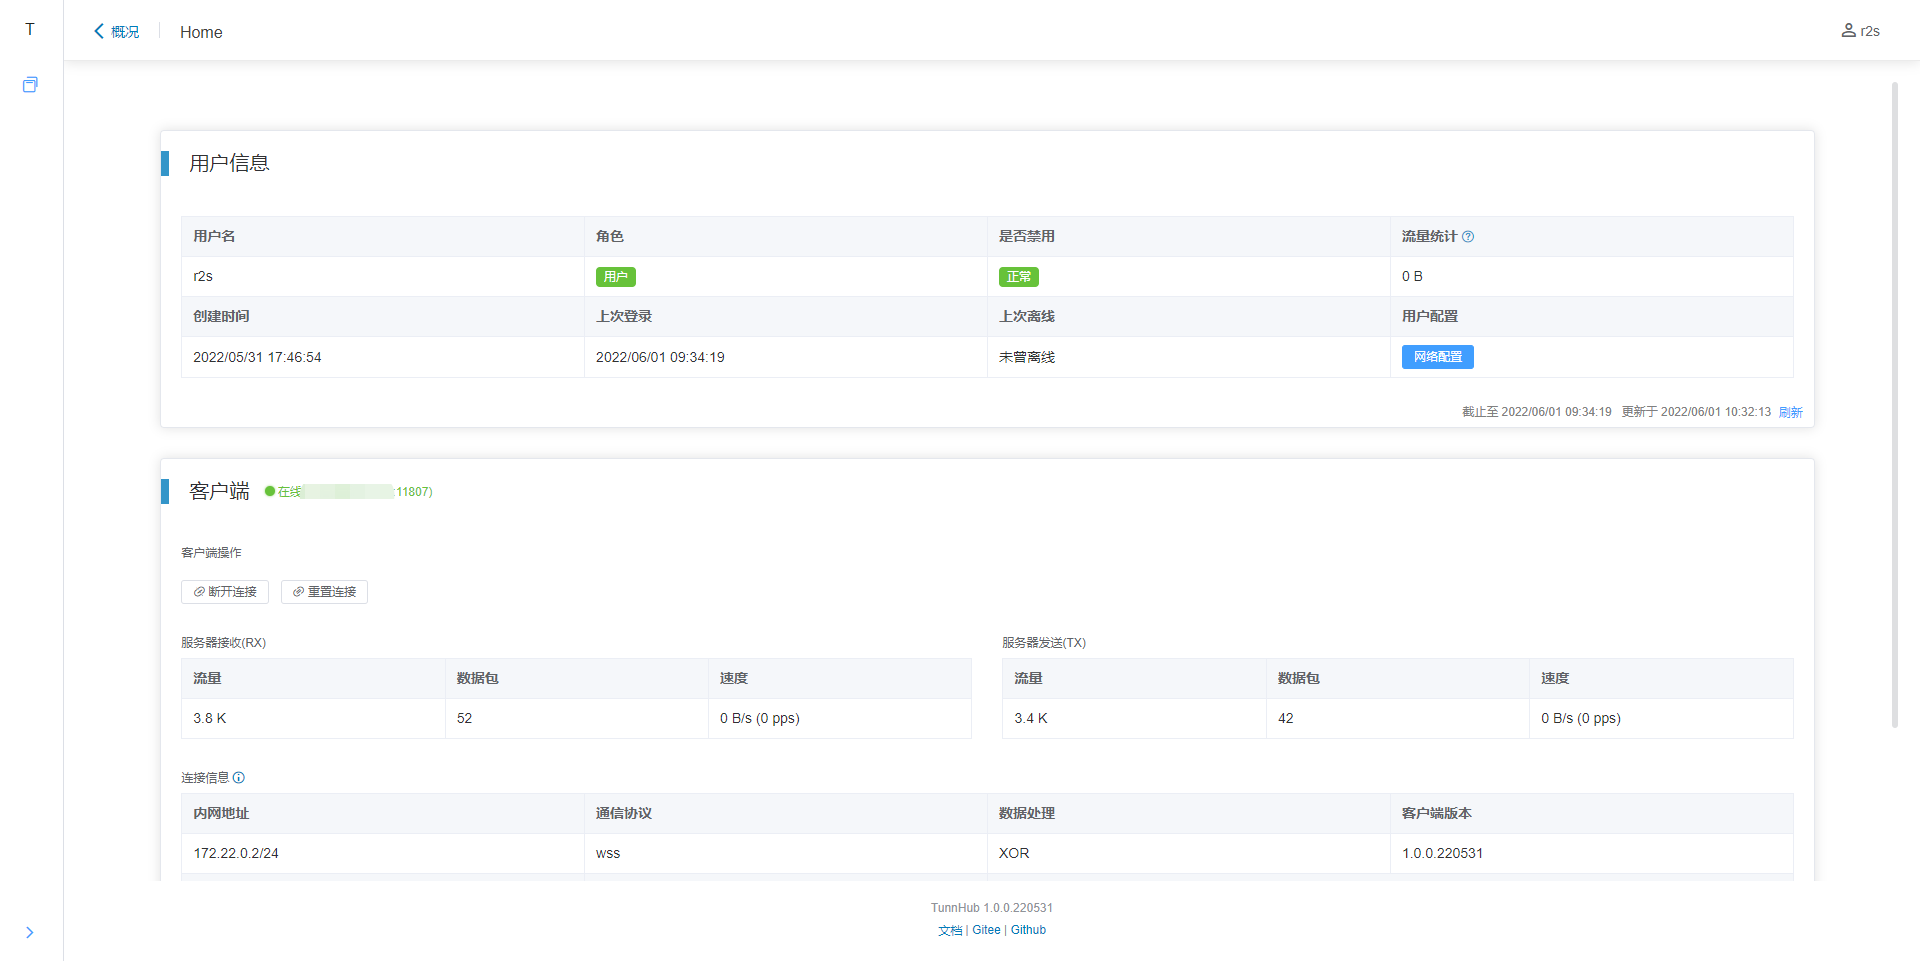 T
概况
Home
r2s
用户信息
用户名 角色 是否禁用 流量统计
r2s 用户 正常 0 B
创建时间 上次登录 上次离线 用户配置
2022/05/31 17:46:54 2022/06/01 09:34:19 未曾离线 网络配置
截止至 2022/06/01 09:34:19 更新于 2022/06/01 10:32:13 刷新
客户端 在线 :11807)
客户端操作
断开连接 重置连接
服务器接收(RX) 服务器发送(TX)
流量 数据包 速度 流量 数据包 速度
3.8 K 52 0 B/s (0 pps) 3.4 K 42 0 B/s (0 pps)
连接信息
内网地址 通信协议 数据处理 客户端版本
172.22.0.2/24 wss XOR 1.0.0.220531
TunnHub 1.0.0.220531
文档 | Gitee | Github